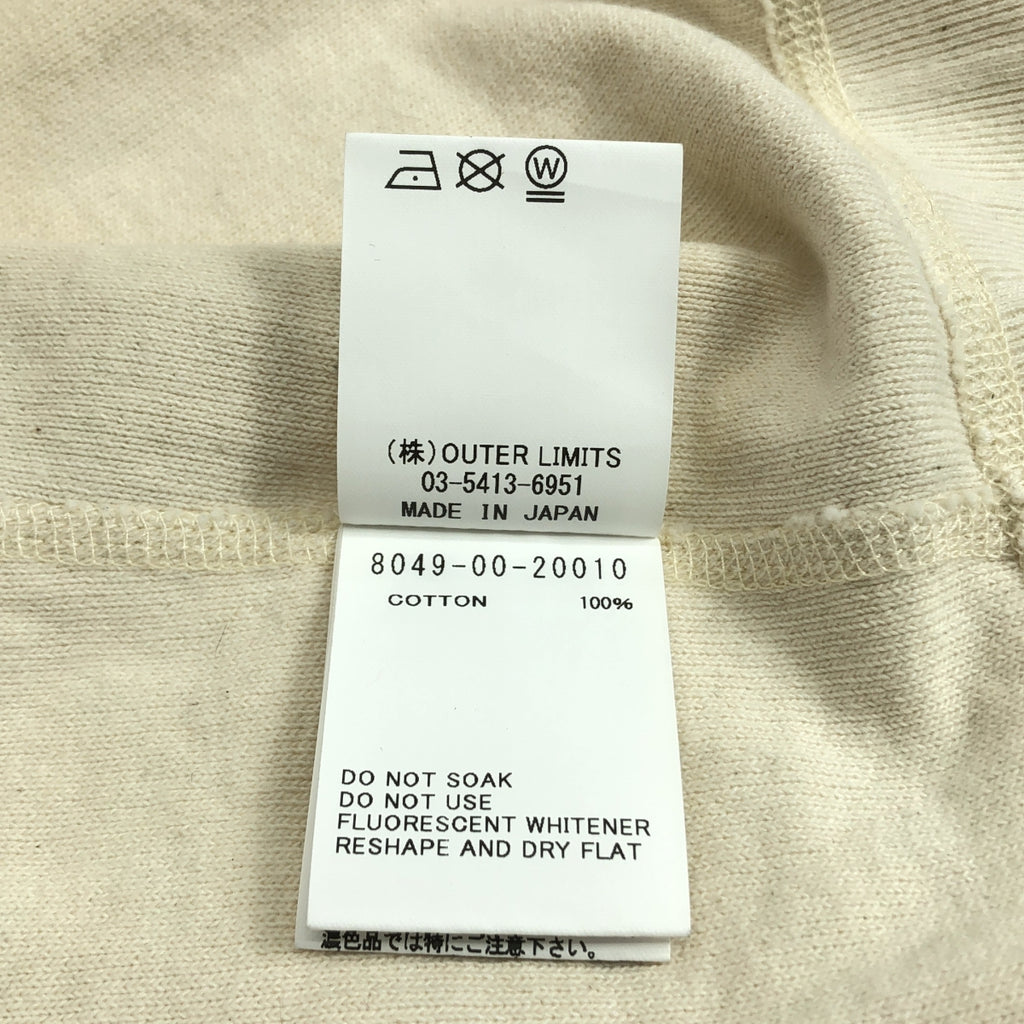 W
(株)OUTER LIMITS
03-5413-6951
MADE IN JAPAN
8049-00-20010
COTTON 100%
DO NOT SOAK
DO NOT USE
FLUORESCENT WHITENER
RESHAPE AND DRY FLAT
濃色品では特にご注意下さい。